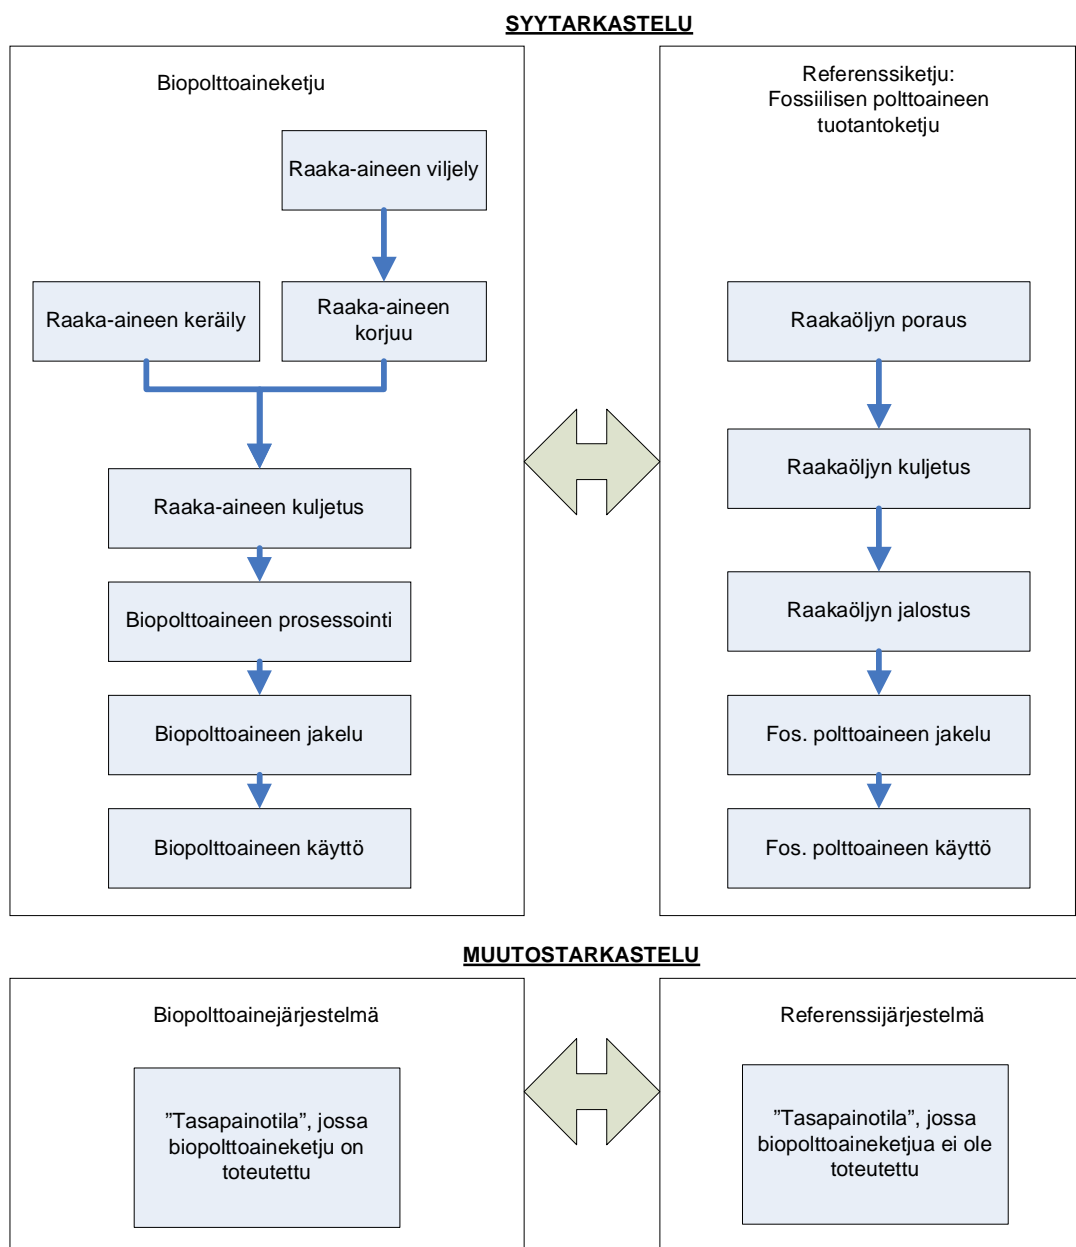 SYYTARKASTELU
Biopolttoaineketju
Raaka-aineen viljely
Raaka-aineen keräily
Raaka-aineen
korjuu
Raaka-aineen kuljetus
Biopolttoaineen prosessointi
Biopolttoaineen jakelu
Biopolttoaineen käyttö
Referenssiketju:
Fossiilisen polttoaineen
tuotantoketju
Raakaöljyn poraus
Raakaöljyn kuljetus
Raakaöljyn jalostus
Fos. polttoaineen jakelu
Fos. polttoaineen käyttö
MUUTOSTARKASTELU
Biopolttoainejärjestelmä
”Tasapainotila”, jossa
biopolttoaineketju on
toteutettu
Referenssijärjestelmä
”Tasapainotila”, jossa
biopolttoaineketjua ei ole
toteutettu